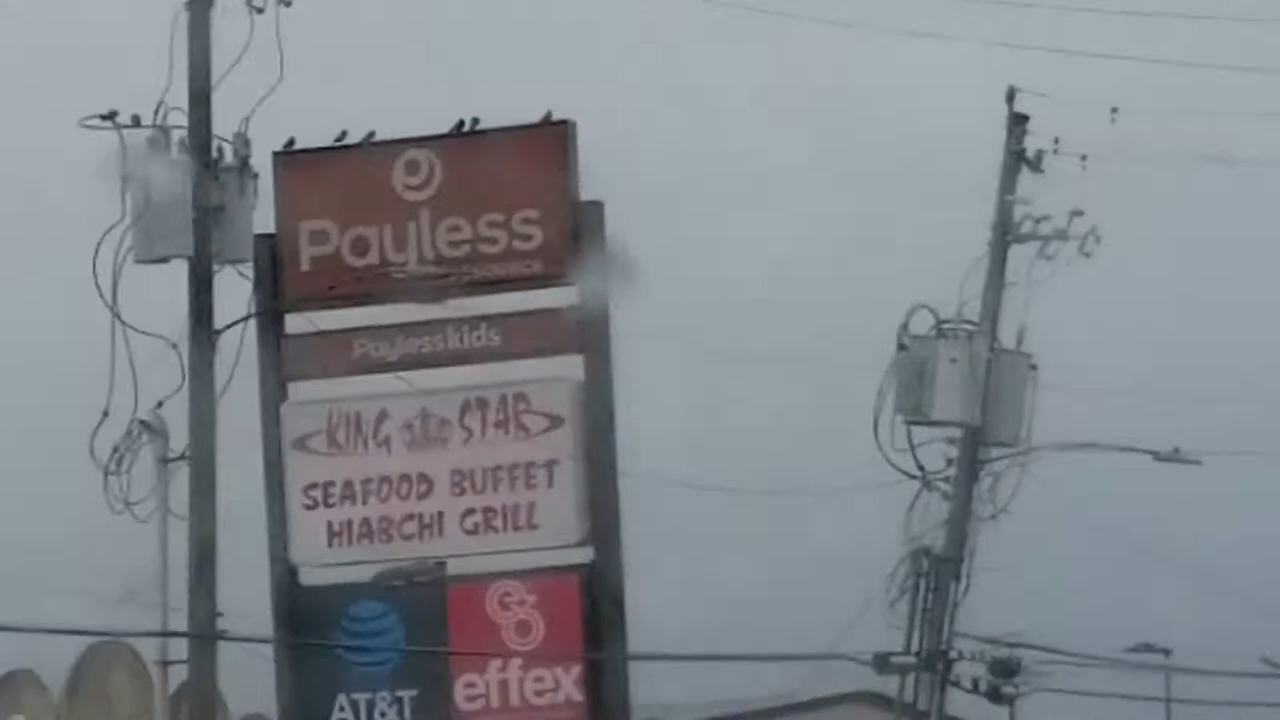 Payless
Paylesskids
KING STAR
SEAFOOD BUFFET
HIABCHI GRILL
AT&T
effex